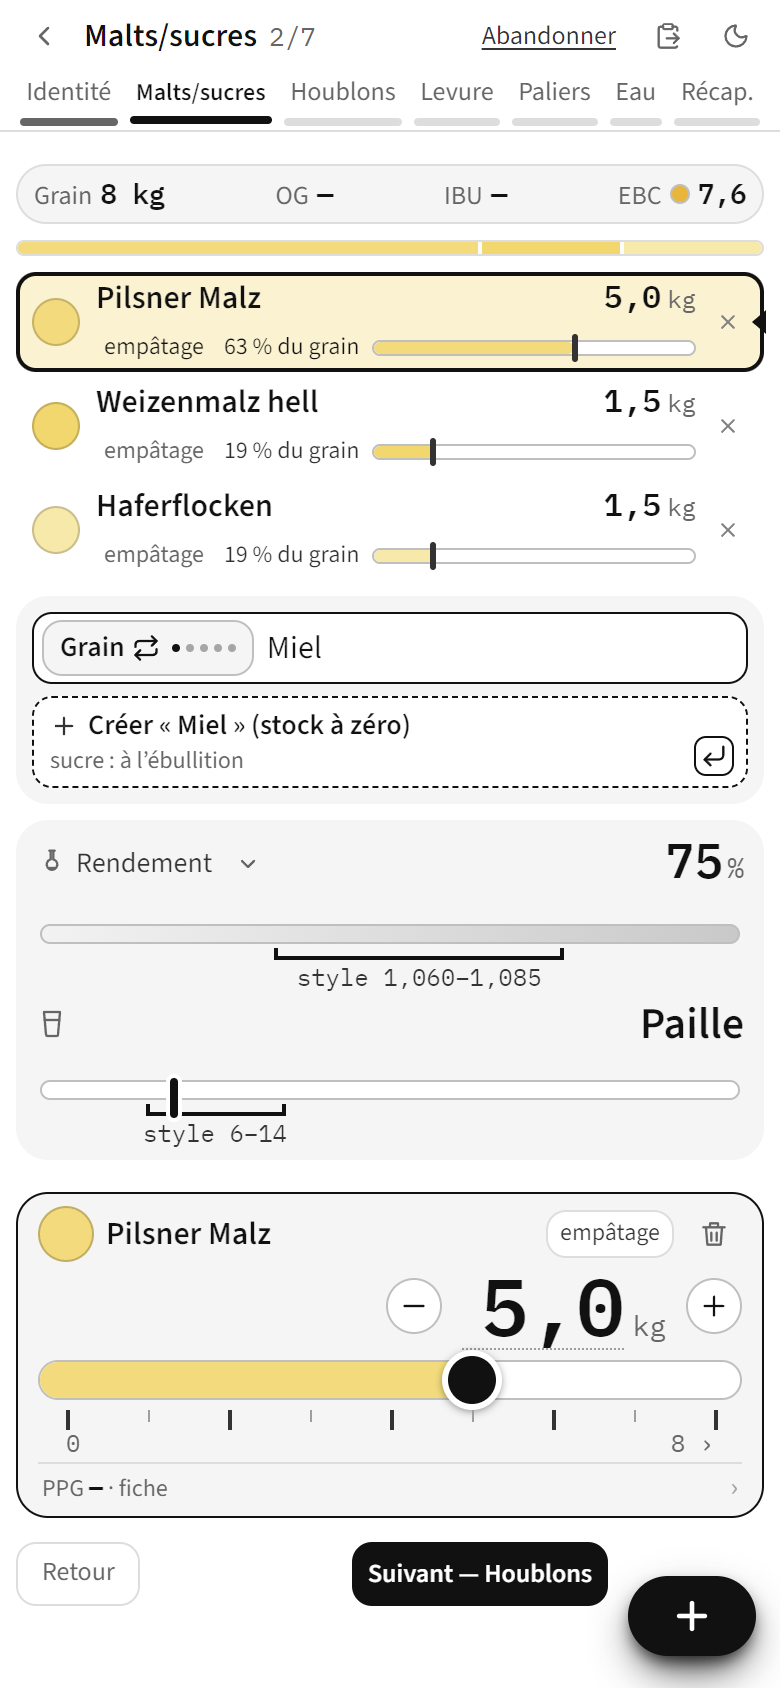 Malts/sucres 2/7 Abandonner
Identité Malts/sucres Houblons Levure Paliers Eau Récap.
Grain 8 kg OG – IBU – EBC 7,6
Pilsner Malz 5,0 kg ×
empâtage 63 % du grain
Weizenmalz hell 1,5 kg ×
empâtage 19 % du grain
Haferflocken 1,5 kg ×
empâtage 19 % du grain
Grain Miel
+ Créer « Miel » (stock à zéro)
sucre : à l’ébullition
Rendement 75 %
style 1,060–1,085
Paille
style 6–14
Pilsner Malz empâtage
− 5,0 kg +
0 8 ›
PPG – · fiche ›
Retour Suivant — Houblons
+